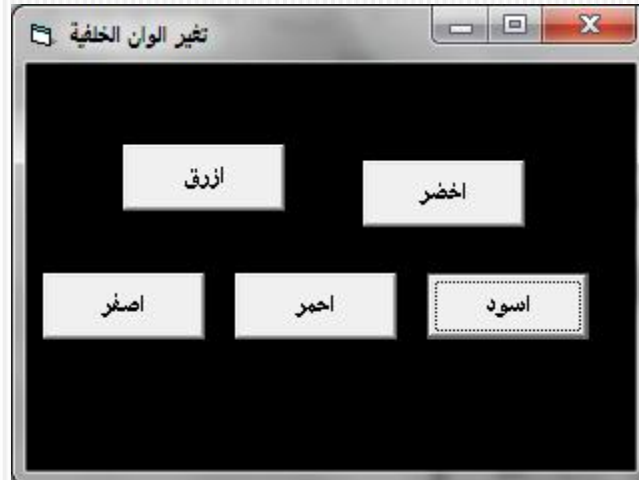 تغير الوان الخلفية
اخضر
ازرق
اسود
احمر
اصفر